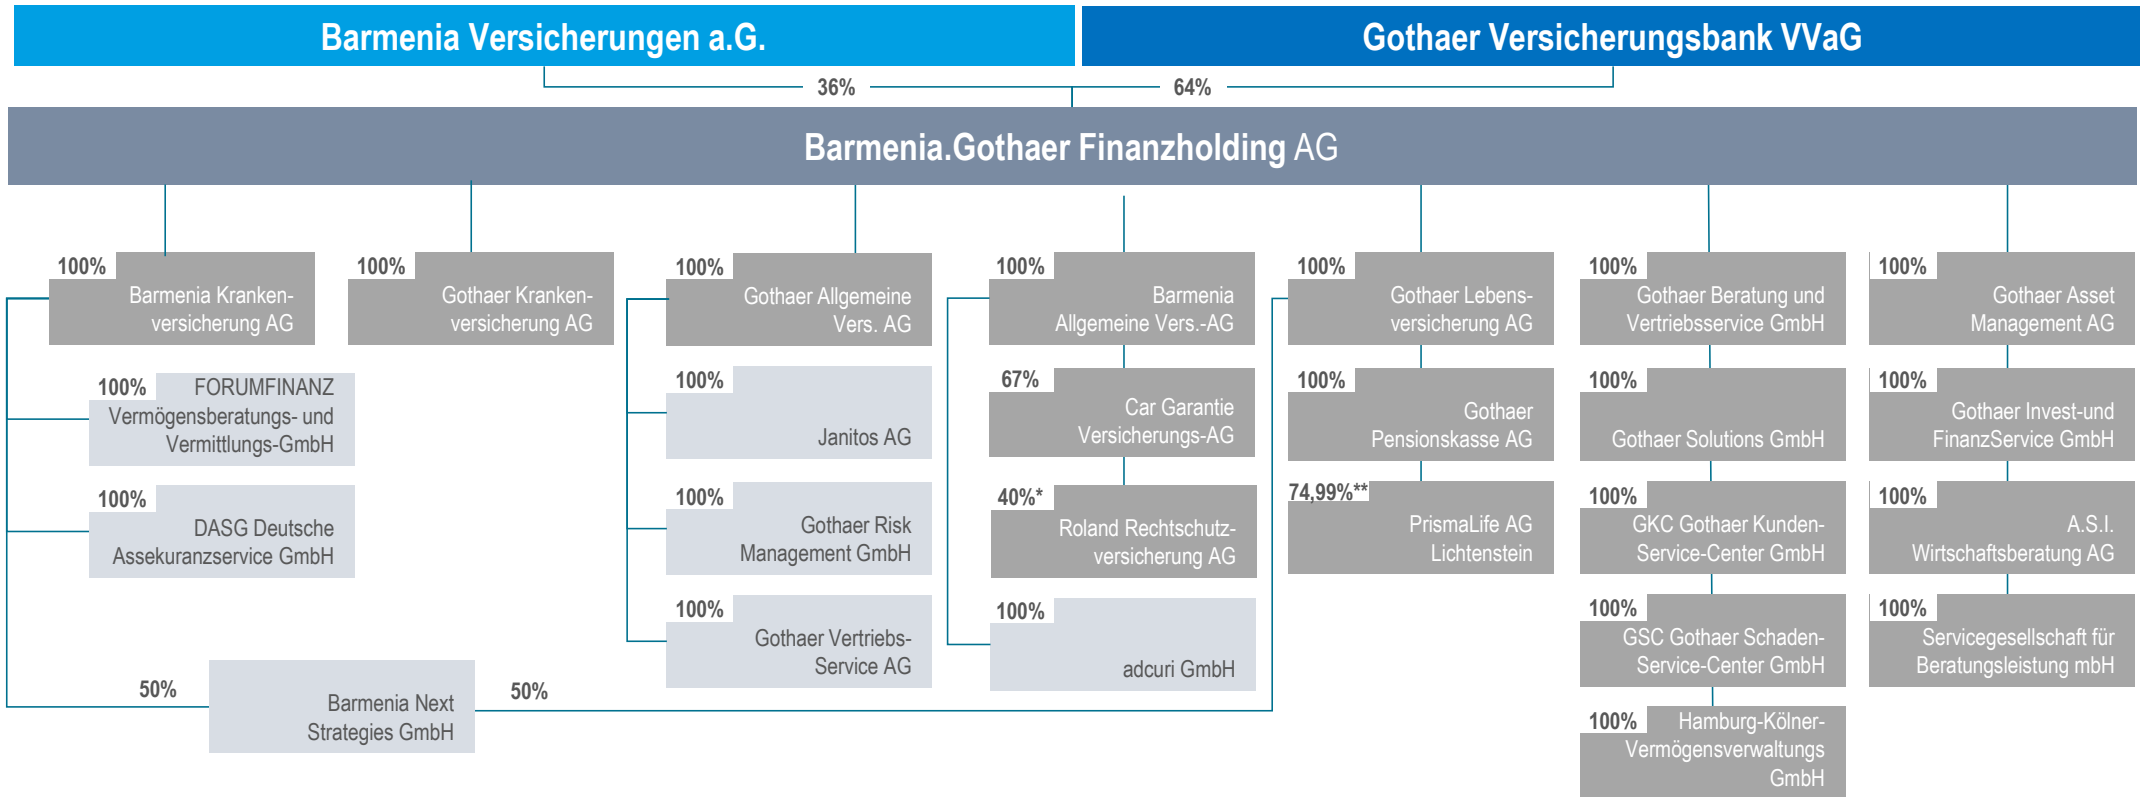 Barmenia Versicherungen a.G.
Gothaer Versicherungsbank VVaG
36%
64%
Barmenia.Gothaer Finanzholding AG
100%
Barmenia Kranken-
versicherung AG
100%
FORUMFINANZ
Vermögensberatungs- und
Vermittlungs-GmbH
100%
DASG Deutsche
Assekuranzservice GmbH
50%
Barmenia Next
Strategies GmbH
50%
100%
Gothaer Kranken-
versicherung AG
100%
Gothaer Allgemeine
Vers. AG
100%
Janitos AG
100%
Gothaer Risk
Management GmbH
100%
Gothaer Vertriebs-
Service AG
100%
Barmenia
Allgemeine Vers.-AG
67%
Car Garantie
Versicherungs-AG
40%*
Roland Rechtschutz-
versicherung AG
100%
adcuri GmbH
100%
Gothaer Lebens-
versicherung AG
100%
Gothaer
Pensionskasse AG
74,99%**
PrismaLife AG
Lichtenstein
100%
Gothaer Beratung und
Vertriebsservice GmbH
100%
Gothaer Solutions GmbH
100%
GKC Gothaer Kunden-
Service-Center GmbH
100%
GSC Gothaer Schaden-
Service-Center GmbH
100%
Hamburg-Kölner-
Vermögensverwaltungs
GmbH
100%
Gothaer Asset
Management AG
100%
Gothaer Invest-und
FinanzService GmbH
100%
A.S.I.
Wirtschaftsberatung AG
100%
Servicegesellschaft für
Beratungsleistung mbH